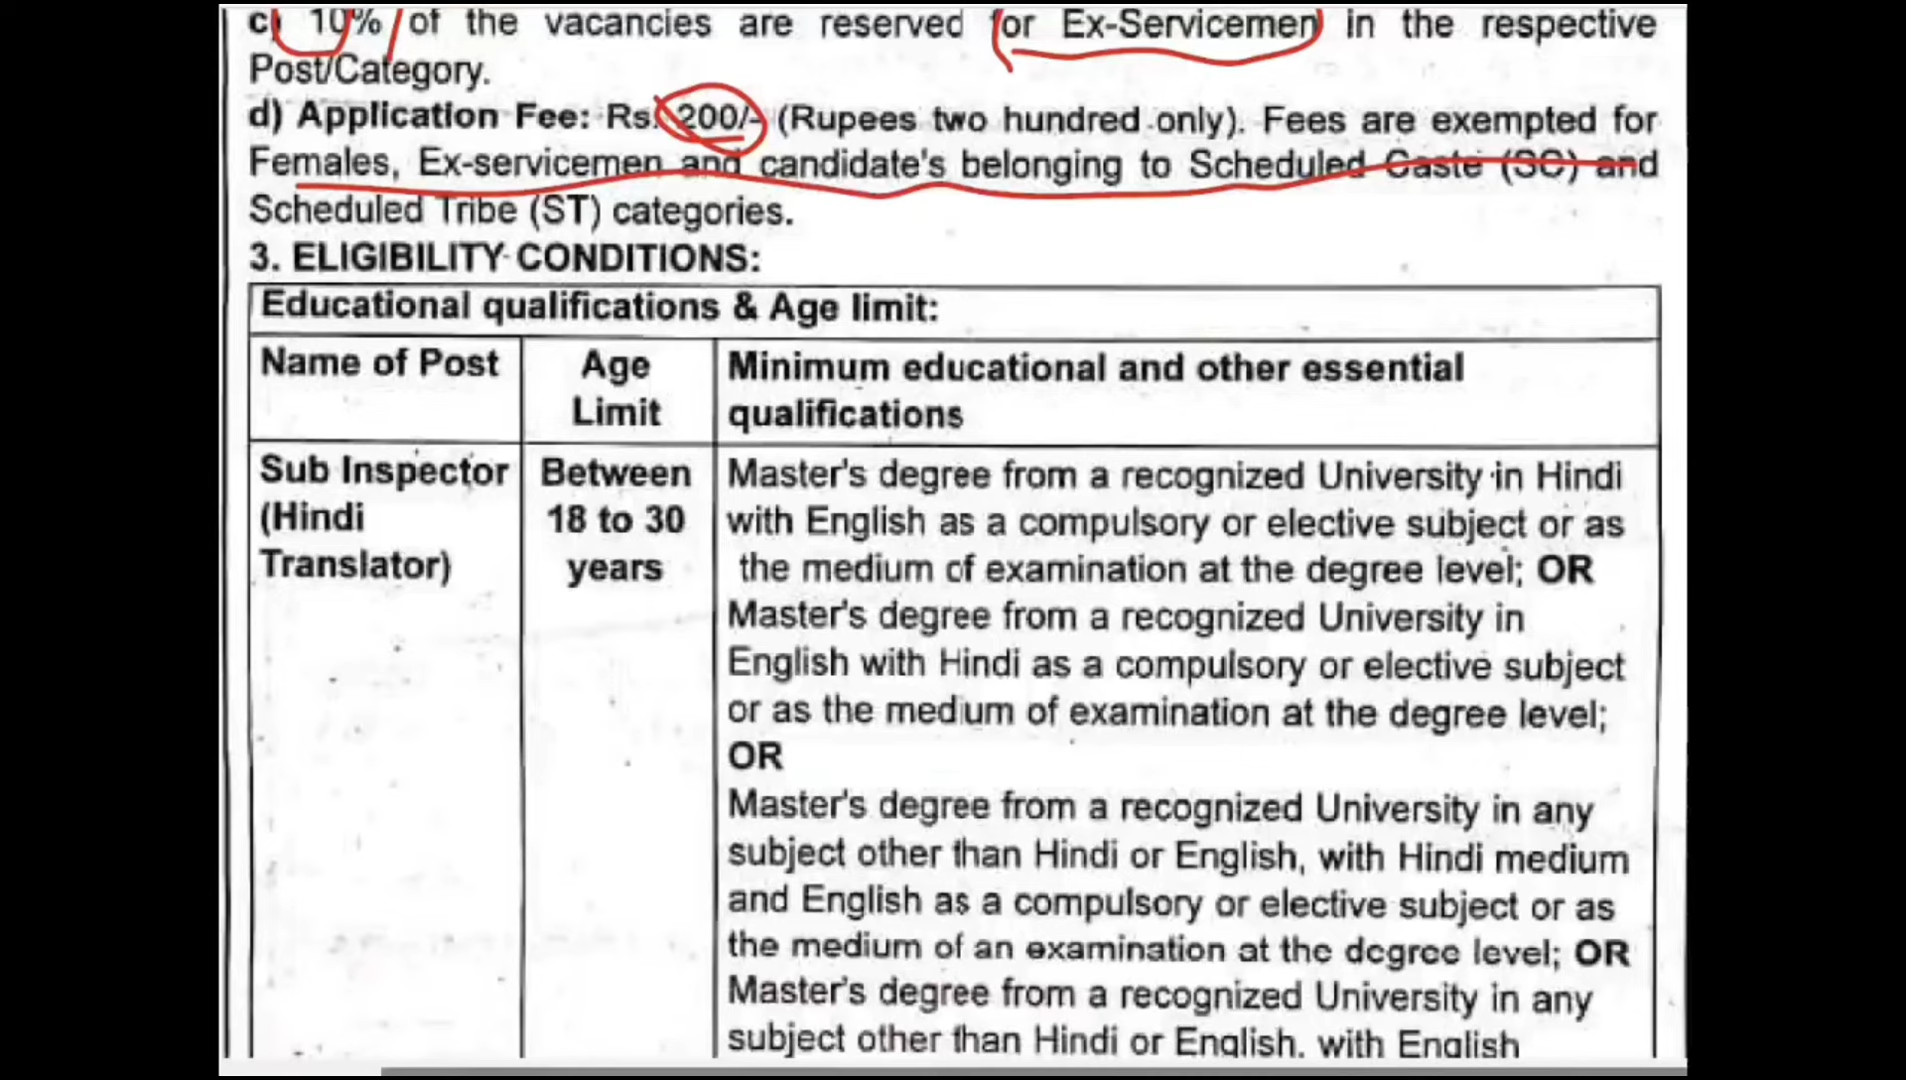 c) 10% of the vacancies are reserved for Ex-Servicemen in the respective
Post/Category.
d) Application Fee: Rs. 200/- (Rupees two hundred only). Fees are exempted for
Females, Ex-servicemen and candidate's belonging to Scheduled Caste (SC) and
Scheduled Tribe (ST) categories.
3. ELIGIBILITY CONDITIONS:
Educational qualifications & Age limit:
Name of Post
Age
Limit
Minimum educational and other essential
qualifications
Sub Inspector
(Hindi
Translator)
Between
18 to 30
years
Master's degree from a recognized University in Hindi
with English as a compulsory or elective subject or as
the medium of examination at the degree level; OR
Master's degree from a recognized University in
English with Hindi as a compulsory or elective subject
or as the medium of examination at the degree level;
OR
Master's degree from a recognized University in any
subject other than Hindi or English, with Hindi medium
and English as a compulsory or elective subject or as
the medium of an examination at the degree level; OR
Master's degree from a recognized University in any
subject other than Hindi or English, with English